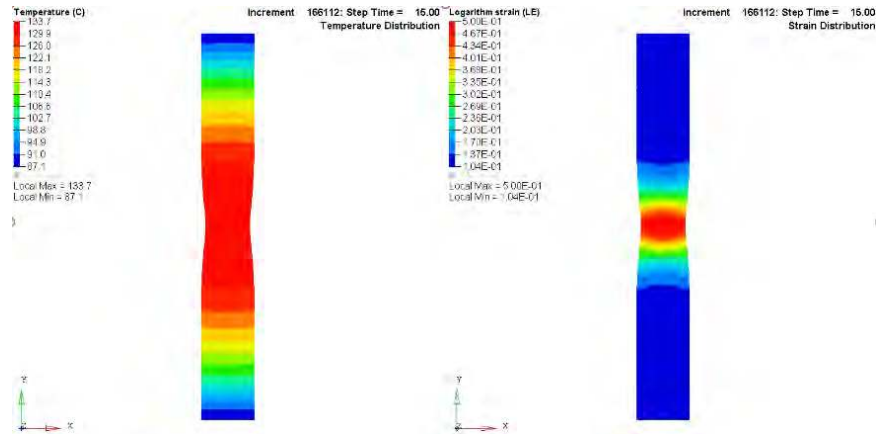 Temperature (C)
133.7
129.9
126.0
122.1
118.2
114.3
110.4
106.6
102.7
98.8
94.9
91.0
87.1
Local Max = 133.7
Local Min = 87.1
Increment 166112: Step Time = 15.00
Temperature Distribution
Y
Z
X
Logarithm strain (LE)
5.00E-01
4.67E-01
4.34E-01
4.01E-01
3.68E-01
3.35E-01
3.02E-01
2.69E-01
2.36E-01
2.03E-01
1.70E-01
1.37E-01
1.04E-01
Local Max = 5.00E-01
Local Min = 1.04E-01
Increment 166112: Step Time = 15.00
Strain Distribution
Y
Z
X